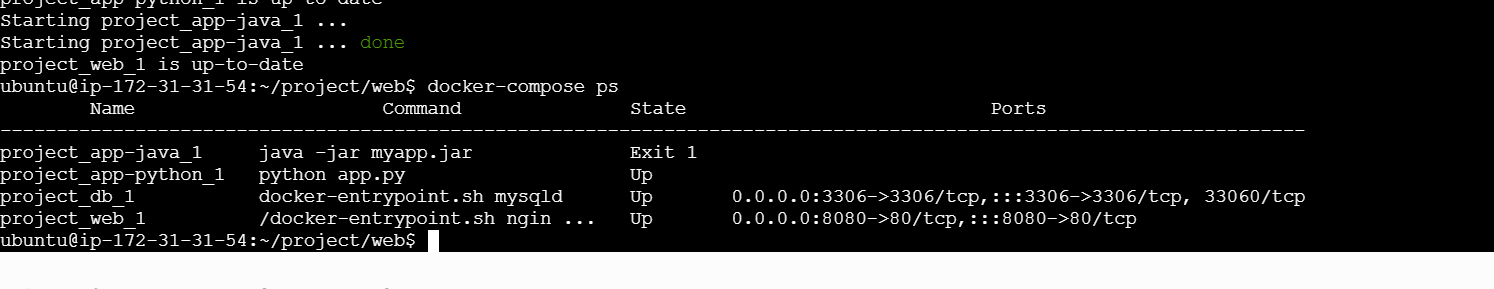 project_app-python_1 is up-to-date
Starting project_app-java_1 ...
Starting project_app-java_1 ... done
project_web_1 is up-to-date
ubuntu@ip-172-31-31-54:~/project/web$ docker-compose ps
Name Command State Ports
--------------------------------------------------------------------------------------------------------------------
project_app-java_1 java -jar myapp.jar Exit 1
project_app-python_1 python app.py Up
project_db_1 docker-entrypoint.sh mysqld Up 0.0.0.0:3306->3306/tcp,:::3306->3306/tcp, 33060/tcp
project_web_1 /docker-entrypoint.sh ngin ... Up 0.0.0.0:8080->80/tcp,:::8080->80/tcp
ubuntu@ip-172-31-31-54:~/project/web$